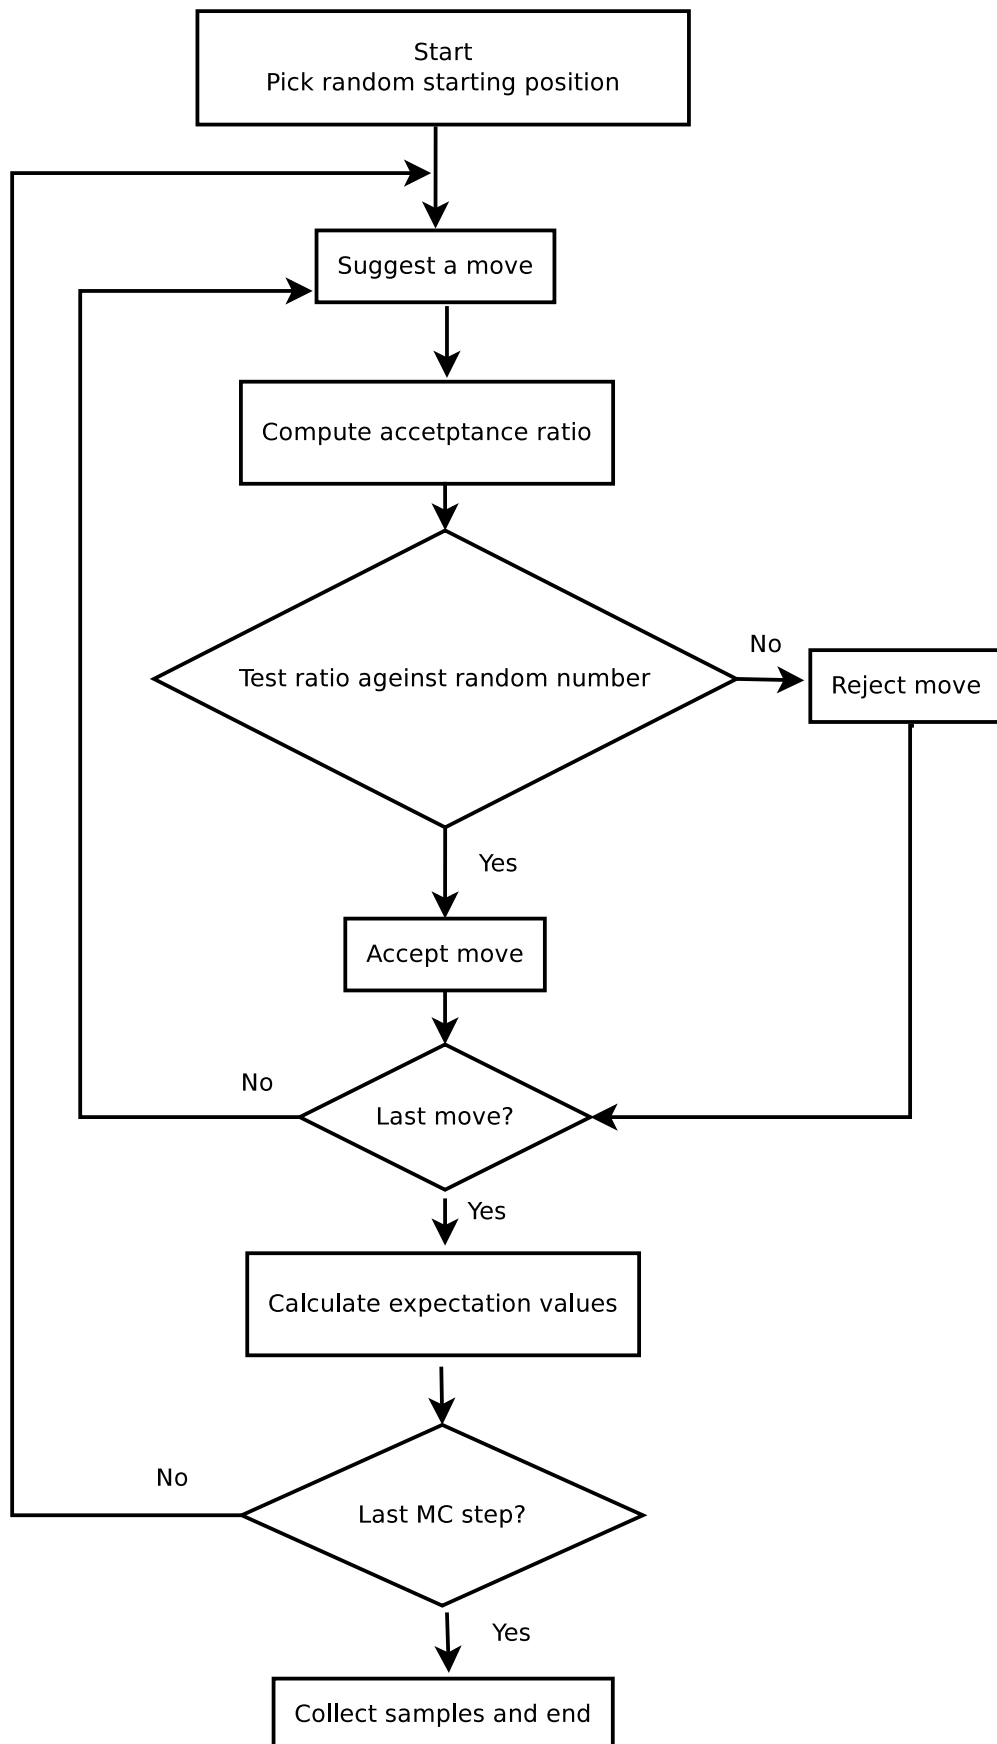 Start
Pick random starting position
Suggest a move
Compute accetptance ratio
Test ratio ageinst random number
No
Reject move
Yes
Accept move
No
Last move?
Yes
Calculate expectation values
No
Last MC step?
Yes
Collect samples and end